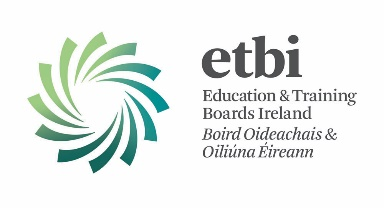 etbi
Education & Training
Boards Ireland
Boird Oideachais &
Oiliúna Éireann